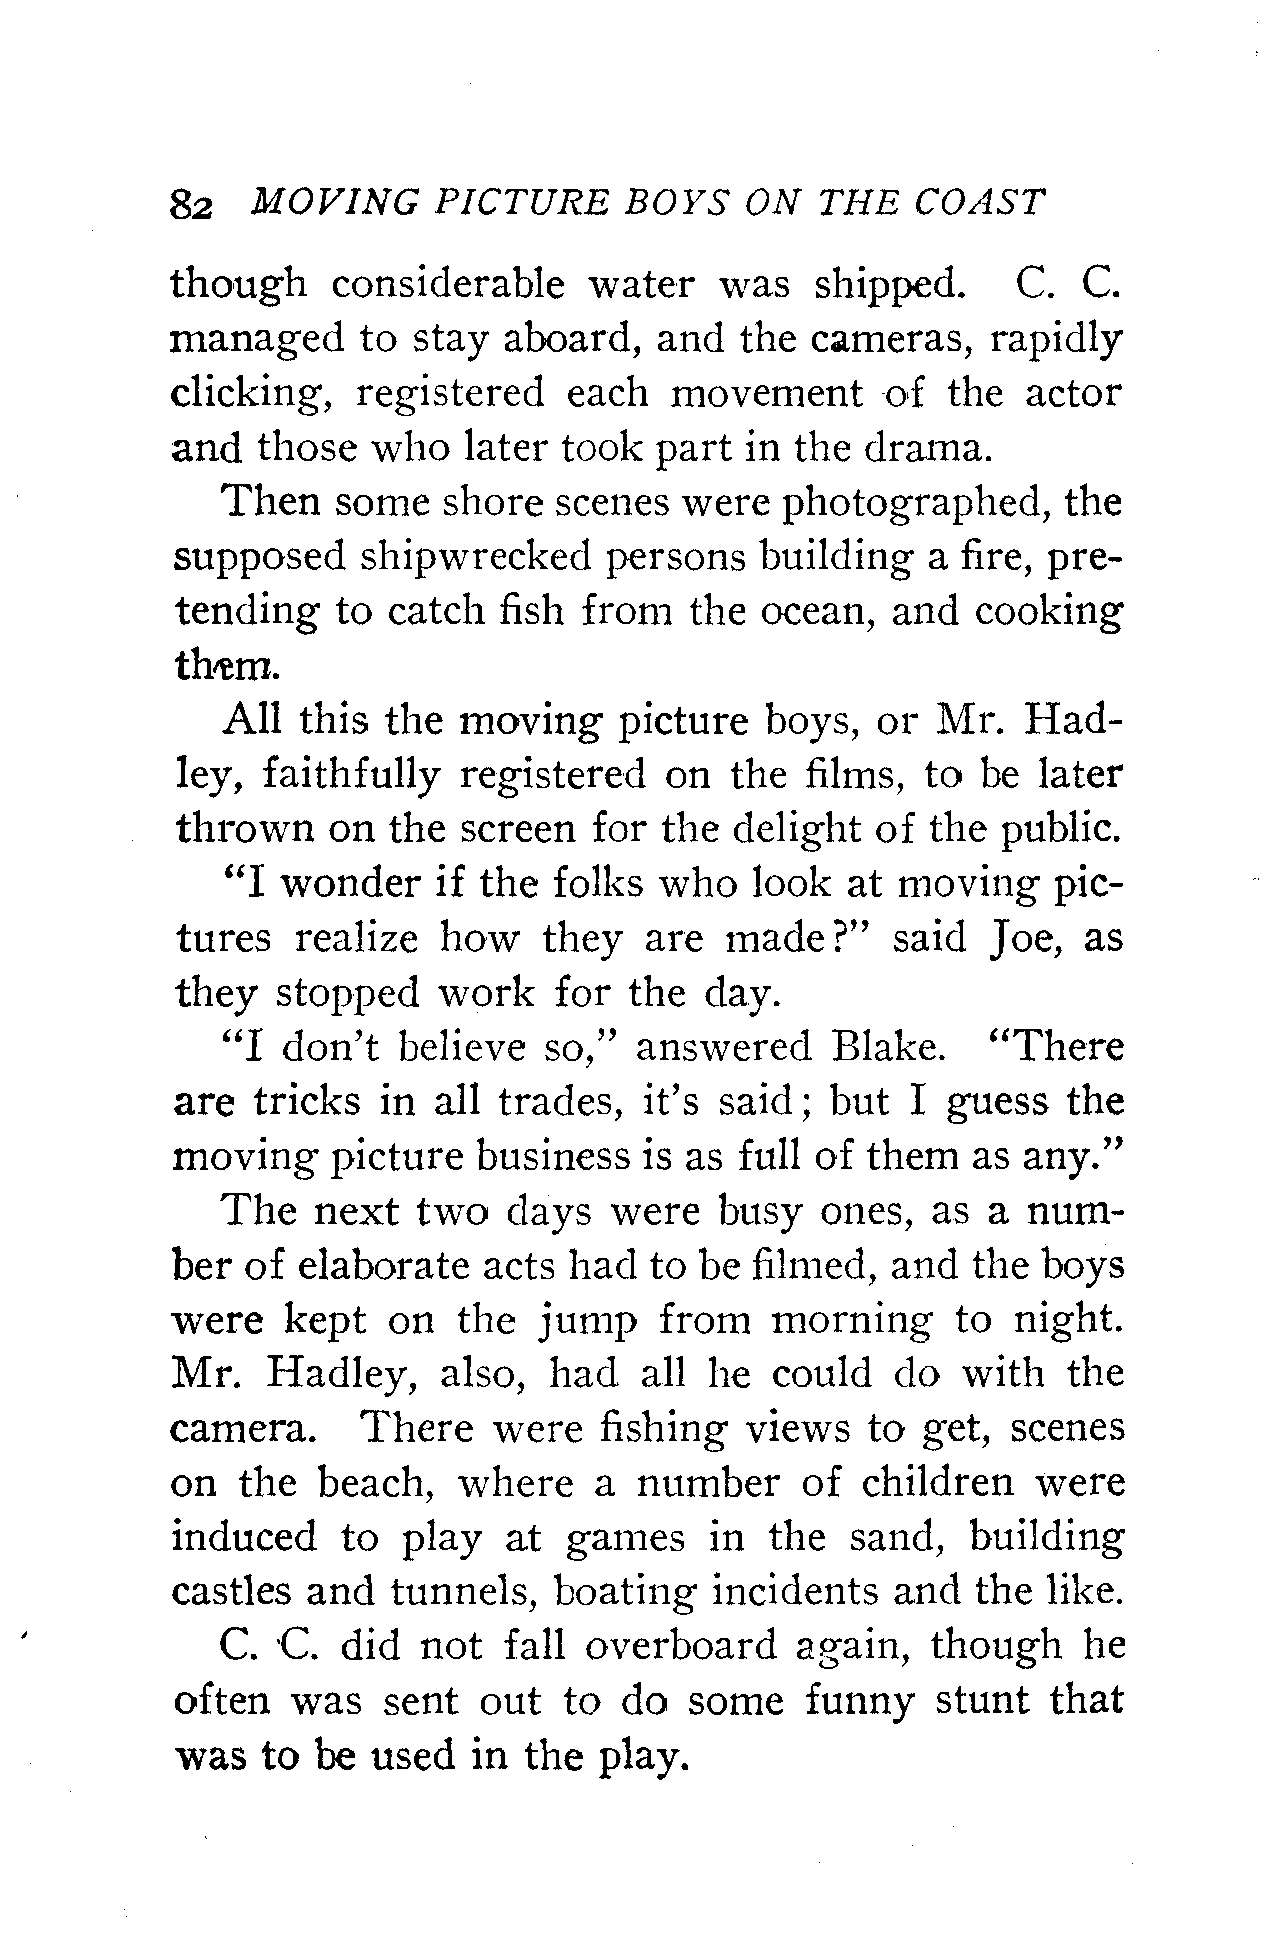 82 MOVING PICTURE BOYS ON THE COAST
though considerable water was shipped. C. C.
managed to stay aboard, and the cameras, rapidly
clicking, registered each movement of the actor
and those who later took part in the drama.
Then some shore scenes were photographed, the
supposed shipwrecked persons building a fire, pre-
tending to catch fish from the ocean, and cooking
them.
All this the moving picture boys, or Mr. Had-
ley, faithfully registered on the films, to be later
thrown on the screen for the delight of the public.
“I wonder if the folks who look at moving pic-
tures realize how they are made?” said Joe, as
they stopped work for the day.
“I don’t believe so,” answered Blake. “There
are tricks in all trades, it’s said; but I guess the
moving picture business is as full of them as any.”
The next two days were busy ones, as a num-
ber of elaborate acts had to be filmed, and the boys
were kept on the jump from morning to night.
Mr. Hadley, also, had all he could do with the
camera. There were fishing views to get, scenes
on the beach, where a number of children were
induced to play at games in the sand, building
castles and tunnels, boating incidents and the like.
C. C. did not fall overboard again, though he
often was sent out to do some funny stunt that
was to be used in the play.